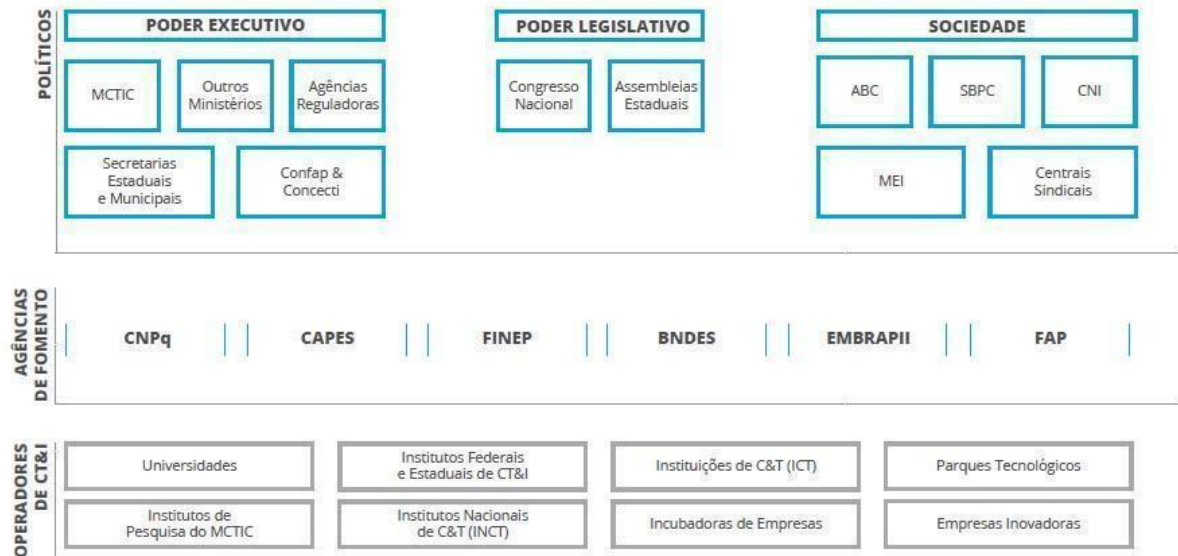 POLÍTICOS
PODER EXECUTIVO
PODER LEGISLATIVO
SOCIEDADE
MCTIC
Outros
Ministérios
Agências
Reguladoras
Congresso
Nacional
Assembleias
Estaduais
ABC
SBPC
CNI
Secretarias
Estaduais
e Municipais
Confap &
Concecti
MEI
Centrais
Sindicais
AGÊNCIAS
DE FOMENTO
CNPq
CAPES
FINEP
BNDES
EMBRAPII
FAP
OPERADORES
DE CT&I
Universidades
Institutos Federais
e Estaduais de CT&I
Instituições de C&T (ICT)
Parques Tecnológicos
Institutos de
Pesquisa do MCTIC
Institutos Nacionais
de C&T (INCT)
Incubadoras de Empresas
Empresas Inovadoras